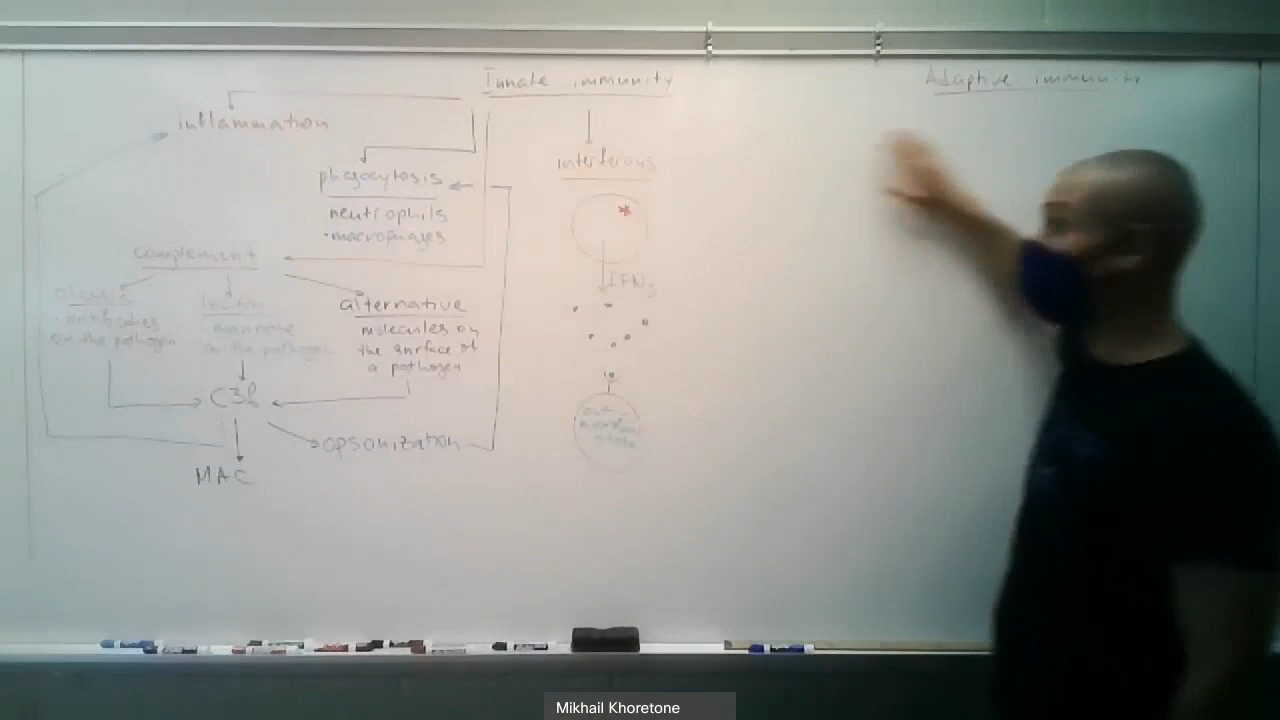 Innate immunity
Adaptive immunity
inflammation
interferons
phagocytosis
neutrophils
-macrophages
complement
IFNs
classic
- antibodies
on the pathogen
lectin
- mannose
on the pathogen
alternative
molecules on
the surface of
a pathogen
C3b
opsonization
MAC
Mikhail Khoretone